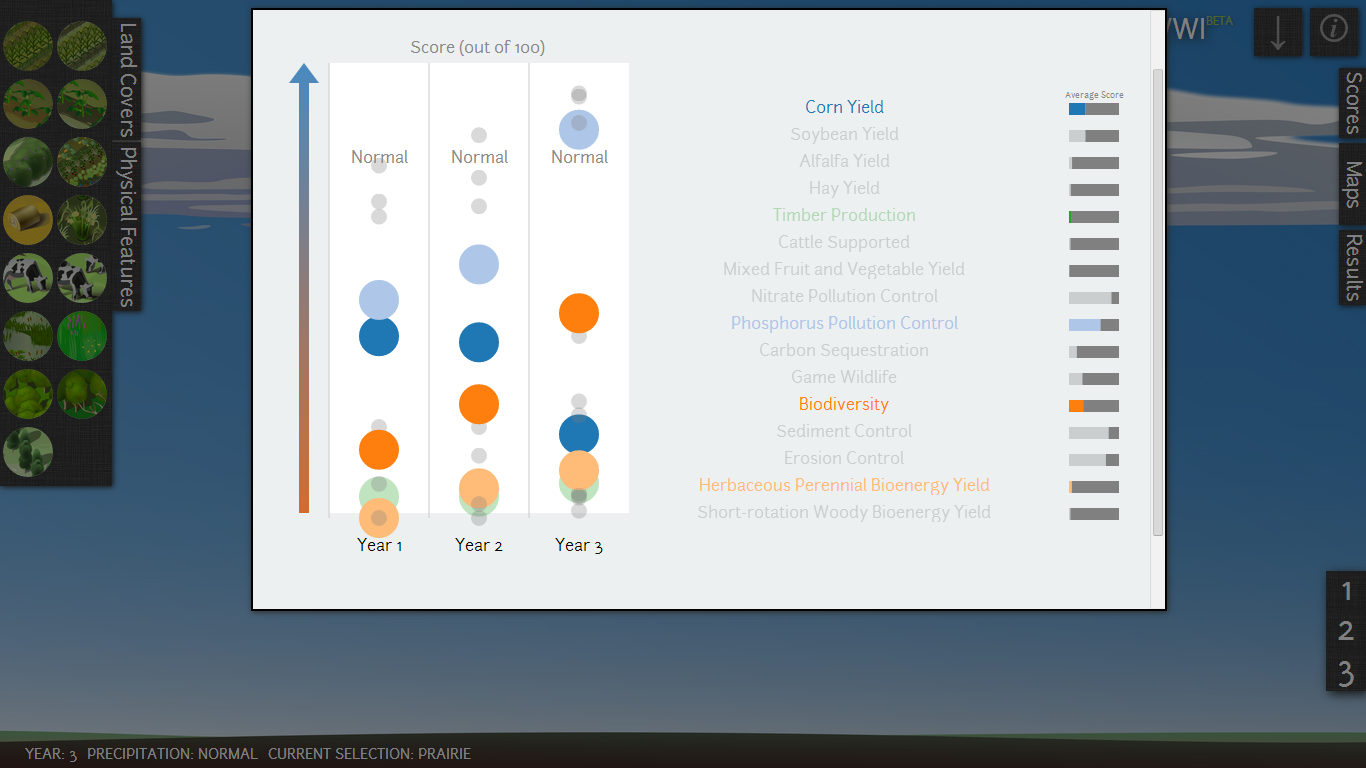 Land Covers
Physical Features
Score (out of 100)
Normal
Normal
Normal
Year 1
Year 2
Year 3
Average Score
Corn Yield
Soybean Yield
Alfalfa Yield
Hay Yield
Timber Production
Cattle Supported
Mixed Fruit and Vegetable Yield
Nitrate Pollution Control
Phosphorus Pollution Control
Carbon Sequestration
Game Wildlife
Biodiversity
Sediment Control
Erosion Control
Herbaceous Perennial Bioenergy Yield
Short-rotation Woody Bioenergy Yield
WI BETA
i
Scores
Maps
Results
1
2
3
YEAR: 3 PRECIPITATION: NORMAL CURRENT SELECTION: PRAIRIE